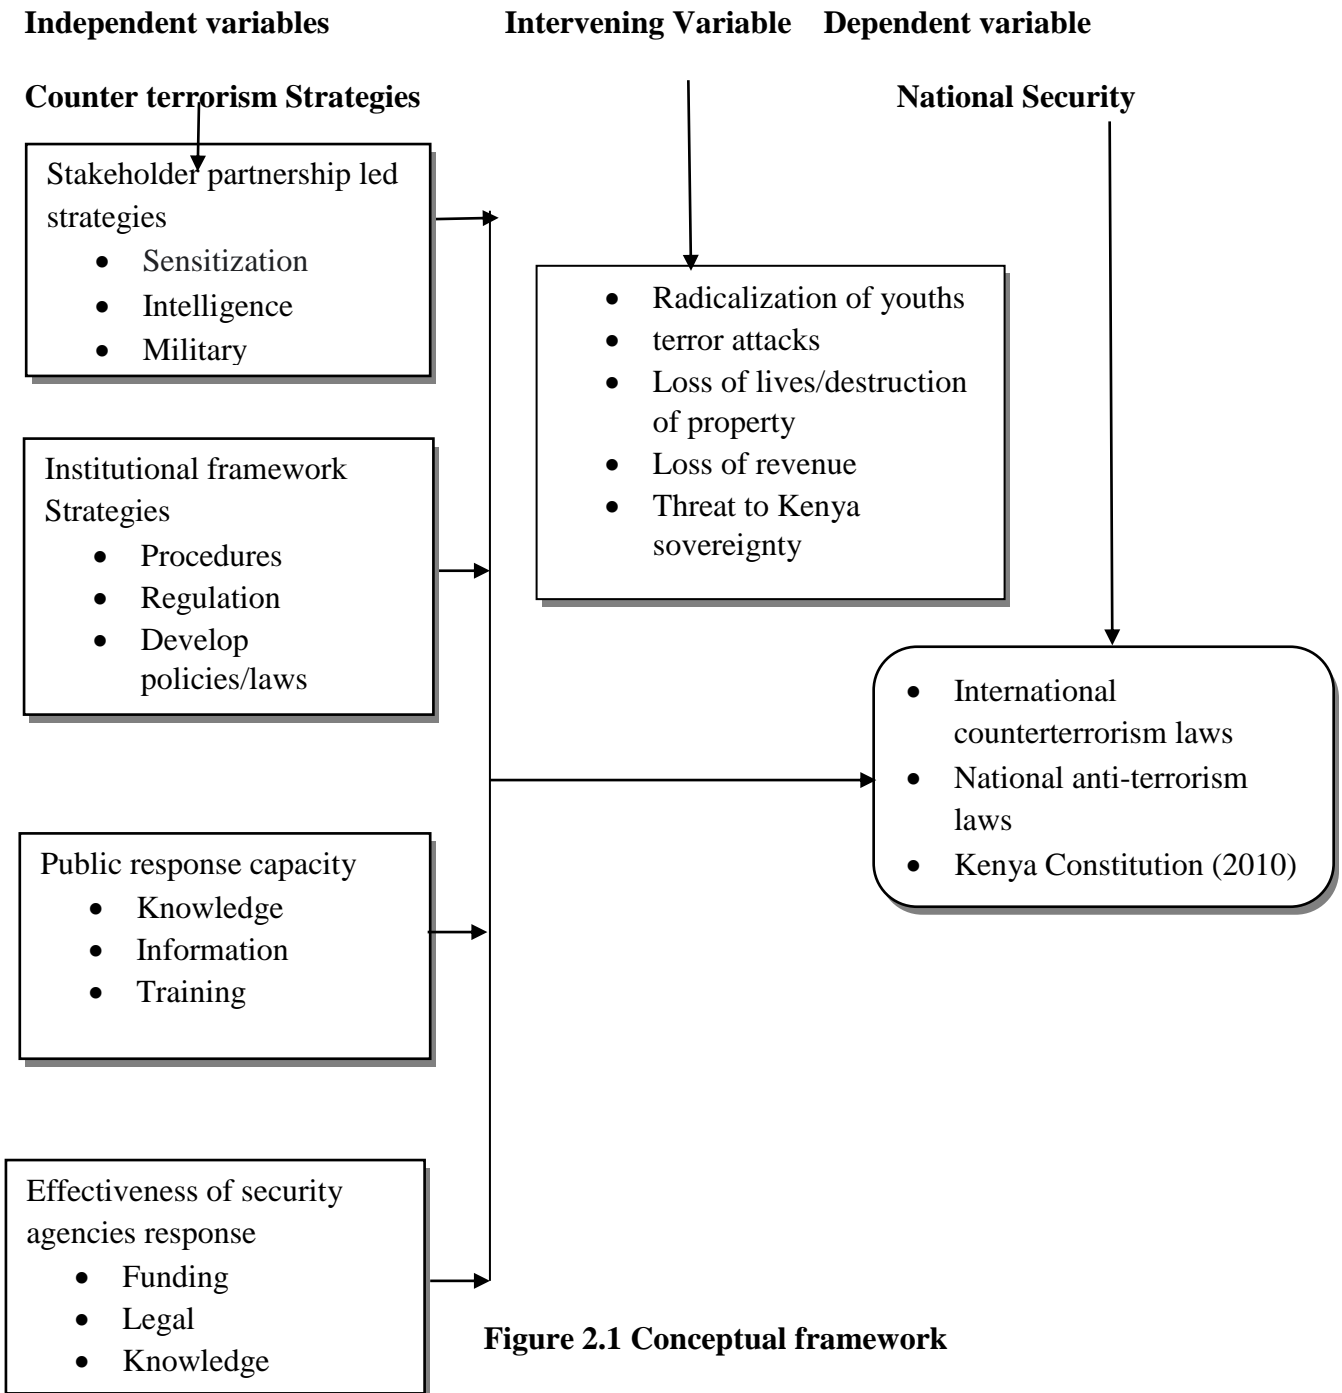 Independent variables
Intervening Variable
Dependent variable
Counter terrorism Strategies
National Security
Stakeholder partnership led
strategies
• Sensitization
• Intelligence
• Military
Institutional framework
Strategies
• Procedures
• Regulation
• Develop
policies/laws
Public response capacity
• Knowledge
• Information
• Training
Effectiveness of security
agencies response
• Funding
• Legal
• Knowledge
• Radicalization of youths
• terror attacks
• Loss of lives/destruction
of property
• Loss of revenue
• Threat to Kenya
sovereignty
• International
counterterrorism laws
• National anti-terrorism
laws
• Kenya Constitution (2010)
Figure 2.1 Conceptual framework